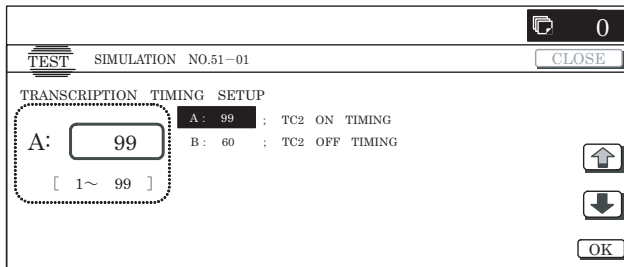 0
TEST SIMULATION NO.51-01 CLOSE
TRANSCRIPTION TIMING SETUP
A: 99 ; TC2 ON TIMING
B: 60 ; TC2 OFF TIMING
A: 99
[ 1~ 99 ]
OK